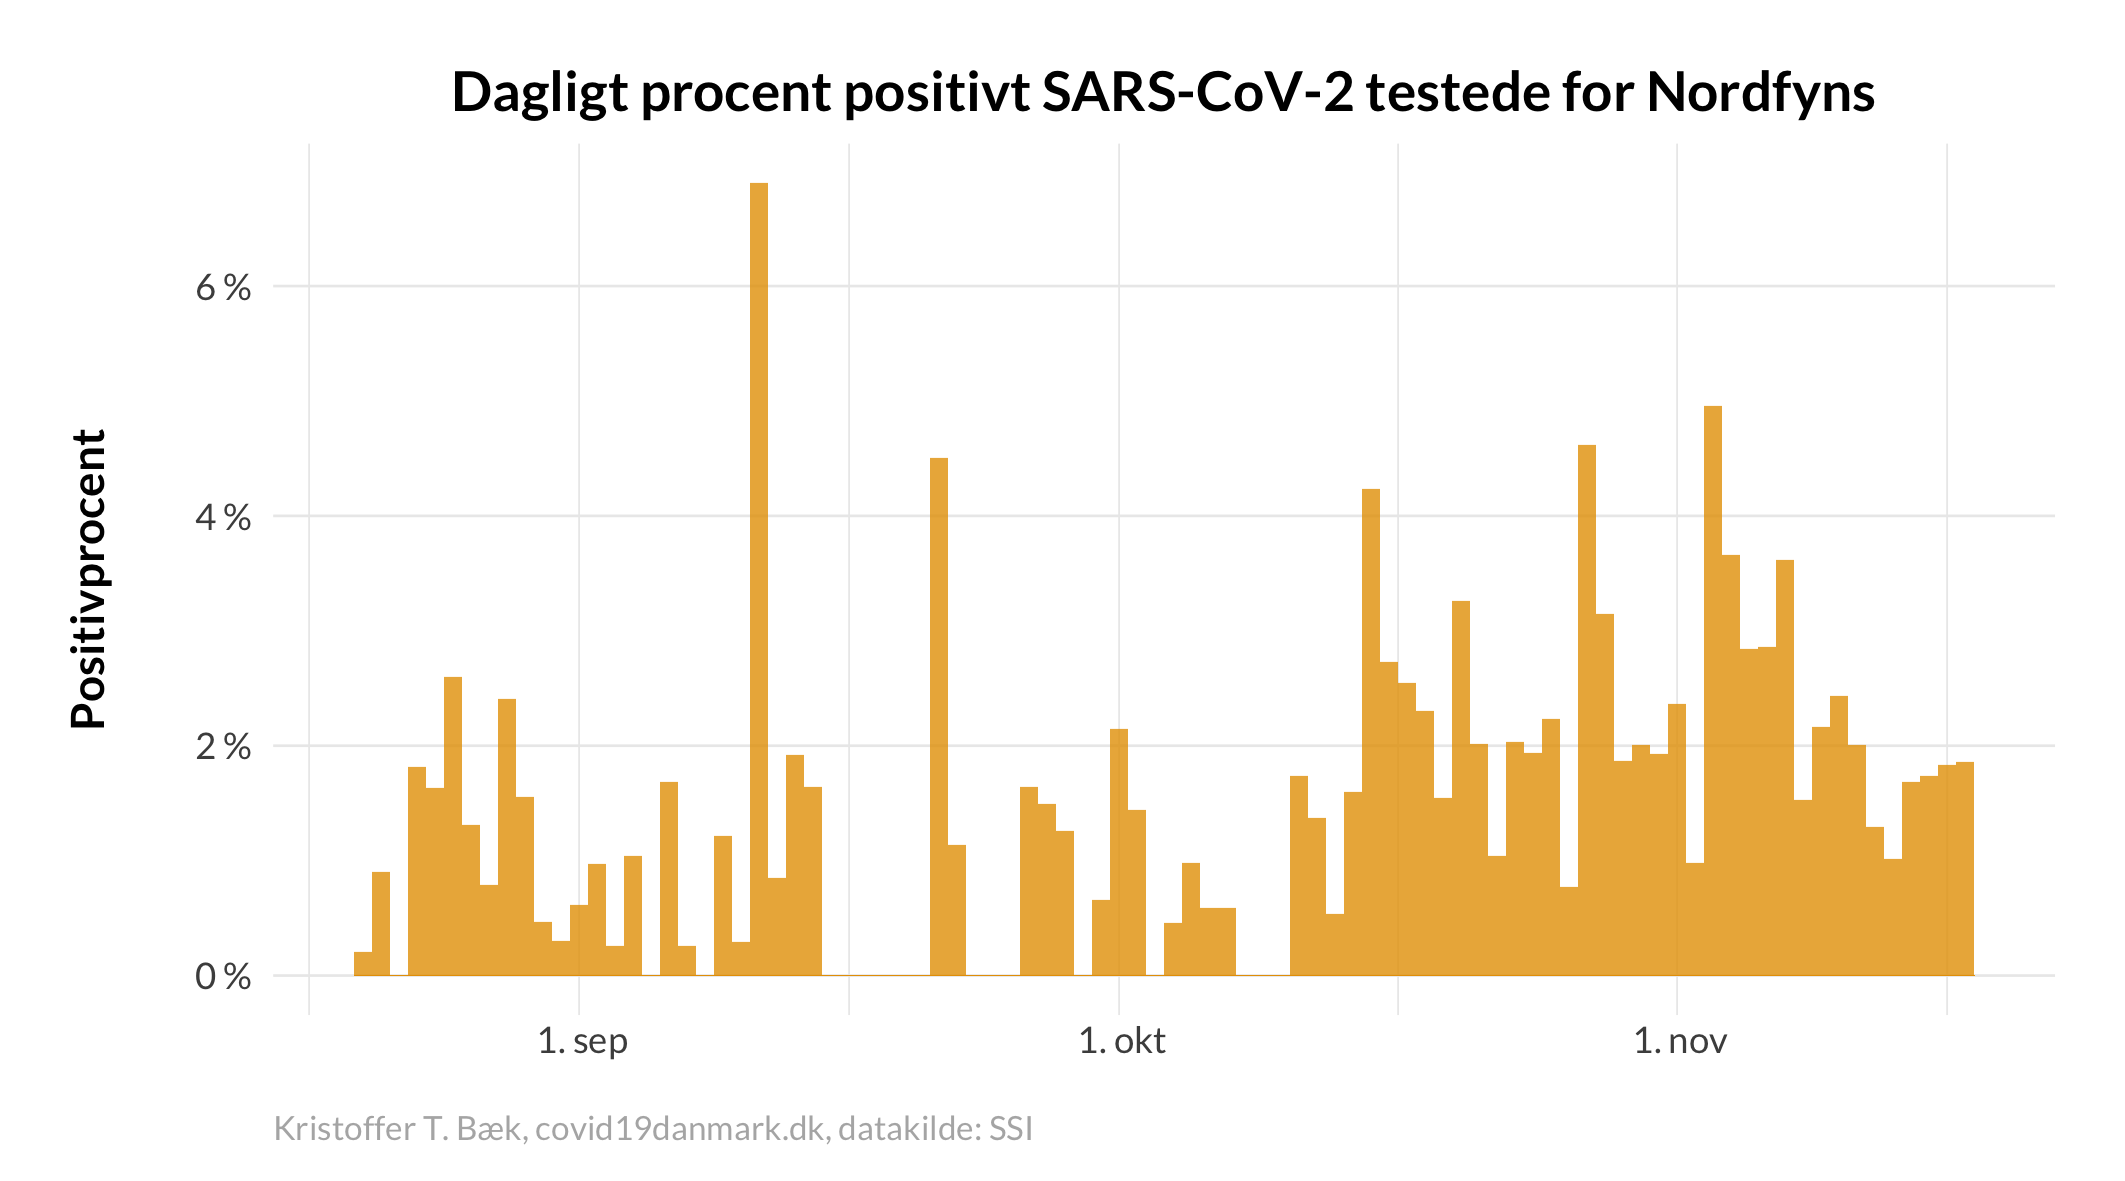 Dagligt procent positivt SARS-CoV-2 testede for Nordfyns
Positivprocent
6 %
4 %
2 %
0 %
1. sep
1. okt
1. nov
Kristoffer T. Bæk, covid19danmark.dk, datakilde: SSI